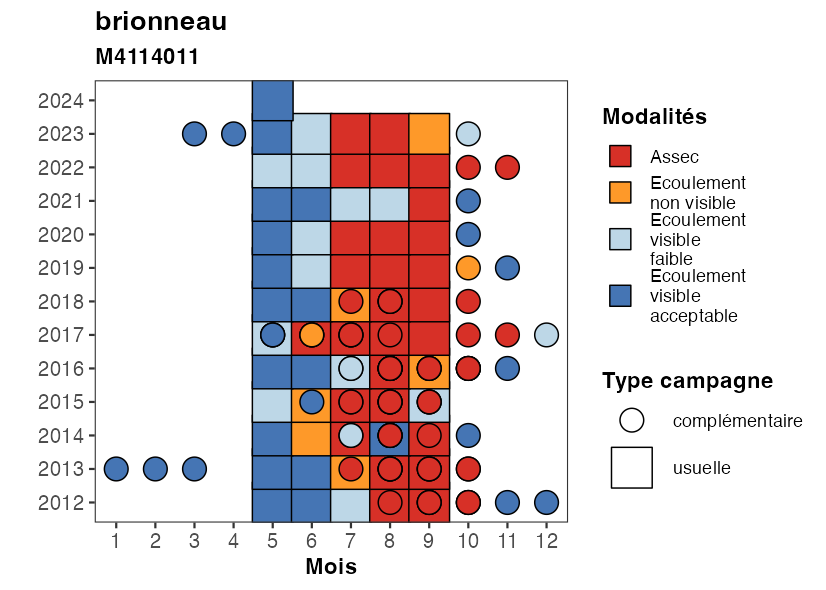 brionneau
M4114011
2024
2023
2022
2021
2020
2019
2018
2017
2016
2015
2014
2013
2012
1 2 3 4 5 6 7 8 9 10 11 12
Mois
Modalités
Assec
Ecoulement
non visible
Ecoulement
visible
faible
Ecoulement
visible
acceptable
Type campagne
complémentaire
usuelle